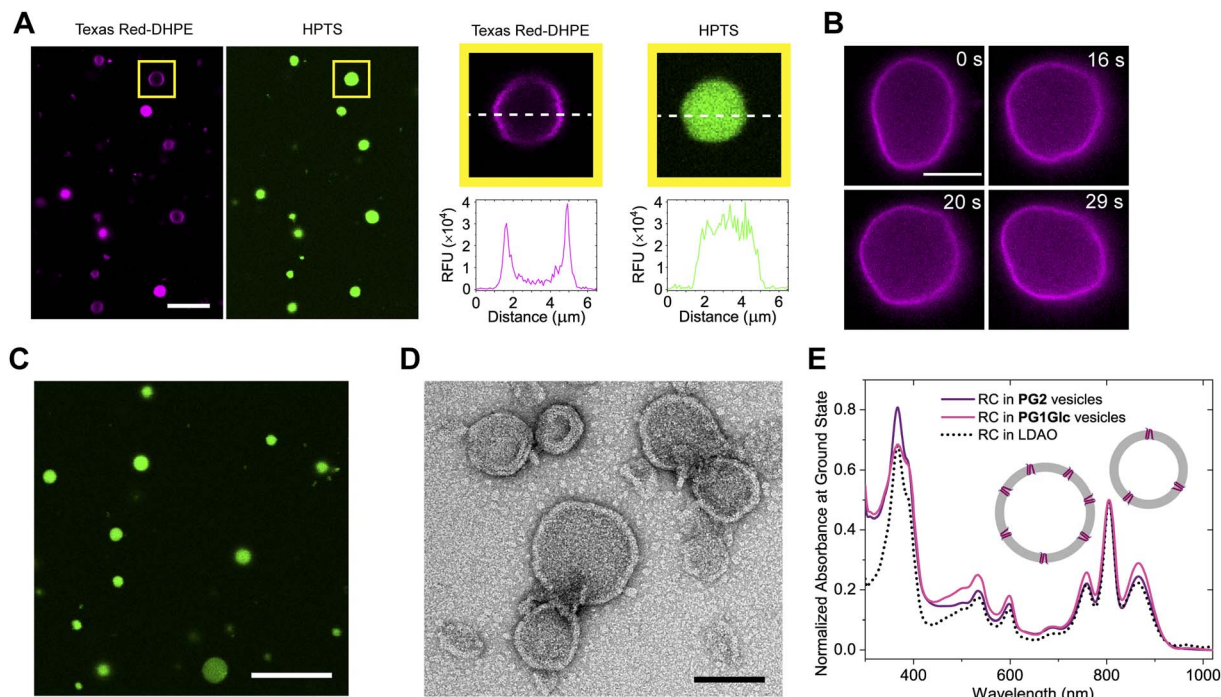 A
Texas Red-DHPE
HPTS
Texas Red-DHPE
HPTS
4
3
2
1
0
RFU (×10⁴)
0 2 4 6
Distance (μm)
4
3
2
1
0
RFU (×10⁴)
0 2 4 6
Distance (μm)
B
0 s
16 s
20 s
29 s
C
D
E
RC in PG2 vesicles
RC in PG1Glc vesicles
RC in LDAO
Normalized Absorbance at Ground State
0.8
0.6
0.4
0.2
0.0
400 500 600 700 800 900 1000
Wavelength (nm)